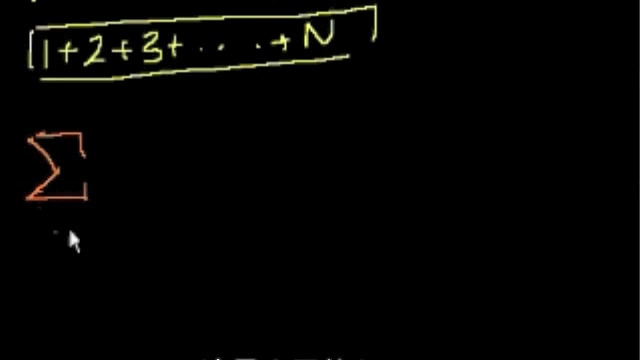 1+2+3+ . . . . + N
Σ